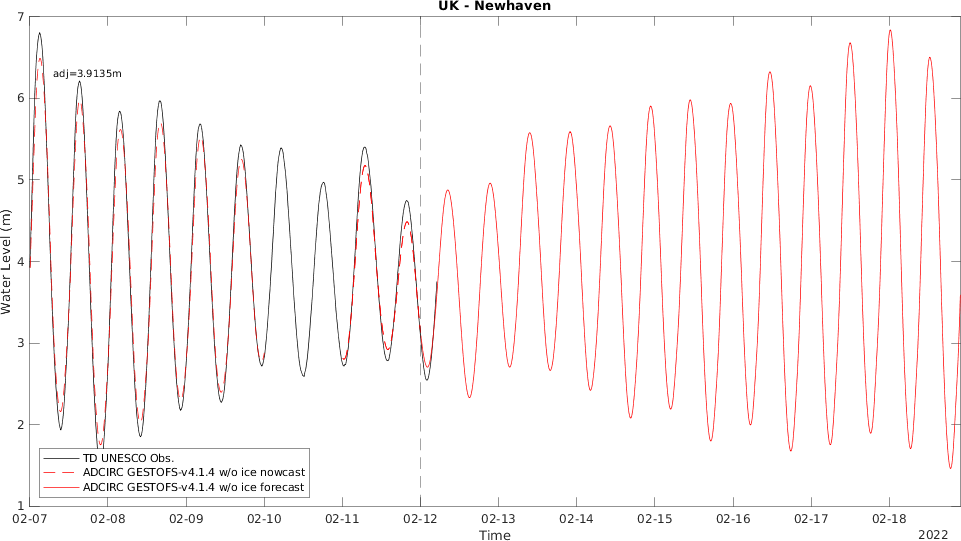 UK - Newhaven
7
6
5
4
3
2
1
Water Level (m)
adj=3.9135m
TD UNESCO Obs.
ADCIRC GESTOFS-v4.1.4 w/o ice nowcast
ADCIRC GESTOFS-v4.1.4 w/o ice forecast
02-07 02-08 02-09 02-10 02-11 02-12 02-13 02-14 02-15 02-16 02-17 02-18
Time
2022